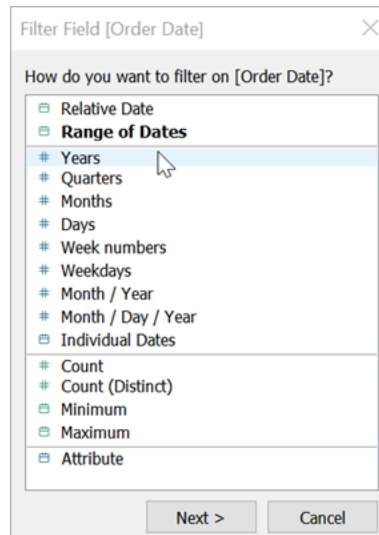 Filter Field [Order Date]
How do you want to filter on [Order Date]?
Relative Date
Range of Dates
# Years
# Quarters
# Months
# Days
# Week numbers
# Weekdays
# Month / Year
# Month / Day / Year
Individual Dates
# Count
# Count (Distinct)
Minimum
Maximum
Attribute
Next > Cancel